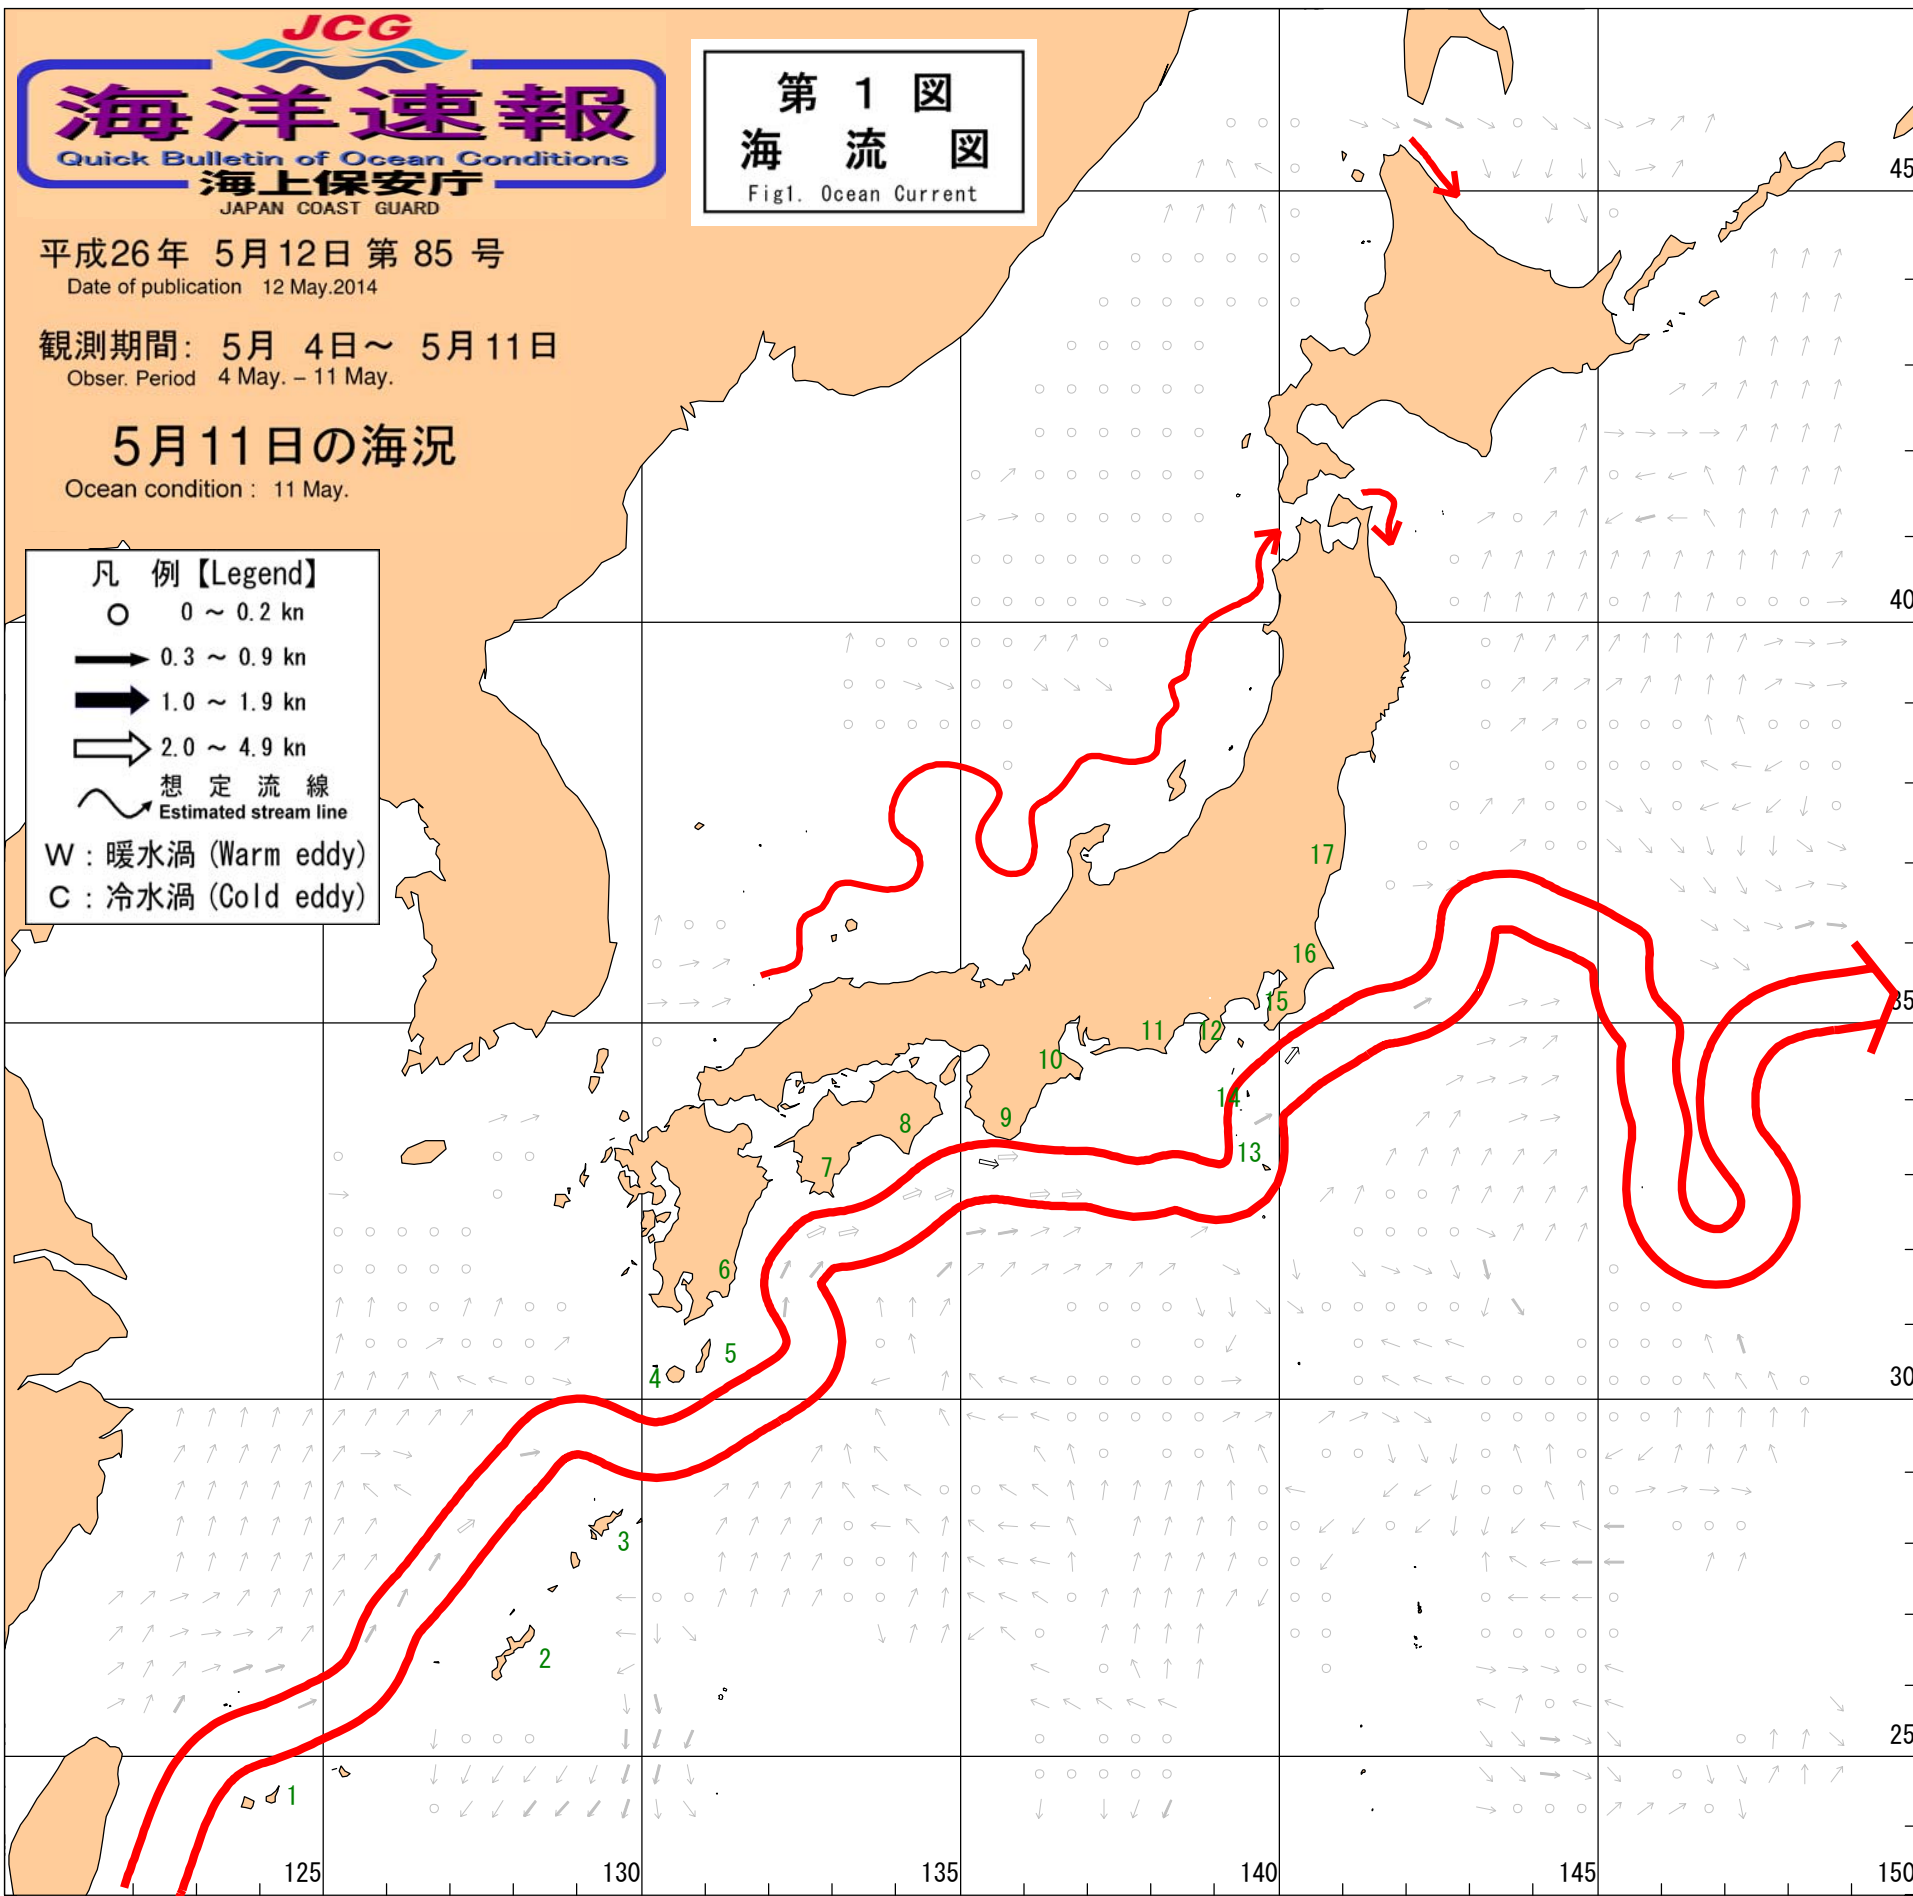 JCG
海洋速報
Quick Bulletin of Ocean Conditions
海上保安庁
JAPAN COAST GUARD
第 1 図
海 流 図
Fig1. Ocean Current
平成26年 5月12日 第 85 号
Date of publication 12 May.2014
観測期間: 5月 4日～ 5月11日
Obser. Period 4 May. – 11 May.
5月11日の海況
Ocean condition : 11 May.
凡 例【Legend】
0 ～ 0.2 kn
0.3 ～ 0.9 kn
1.0 ～ 1.9 kn
2.0 ～ 4.9 kn
想 定 流 線
Estimated stream line
W : 暖水渦 (Warm eddy)
C : 冷水渦 (Cold eddy)
45
40
17
16
35
15
11
12
10
14
9
8
13
7
6
5
4
30
3
2
25
1
125
130
135
140
145
150